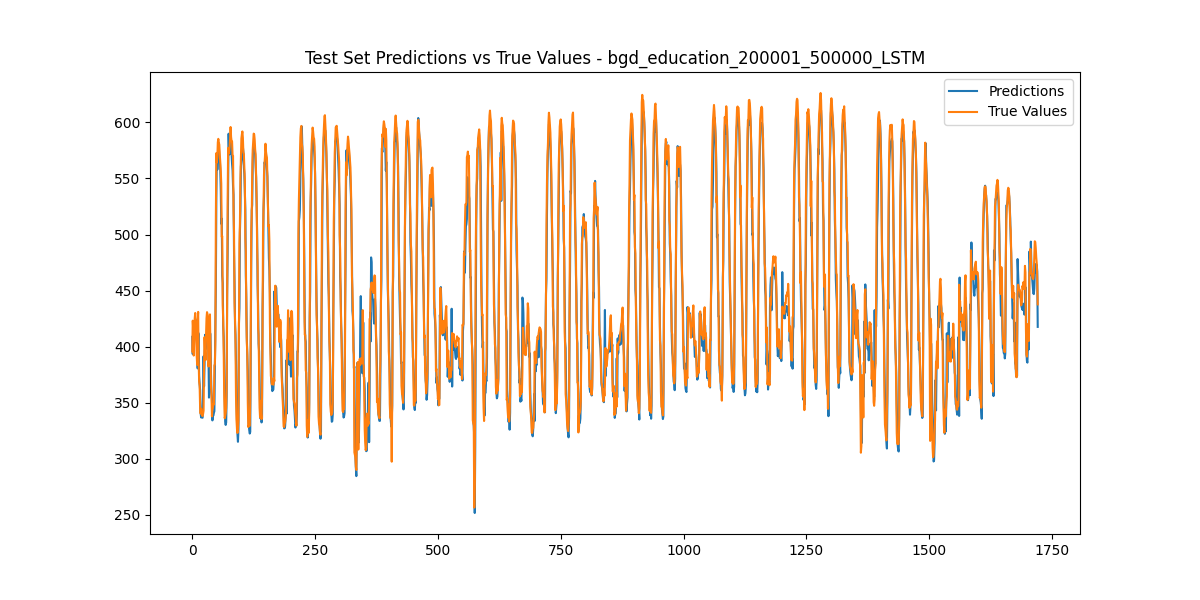 Test Set Predictions vs True Values - bgd_education_200001_500000_LSTM
Predictions
True Values
600
550
500
450
400
350
300
250
0 250 500 750 1000 1250 1500 1750